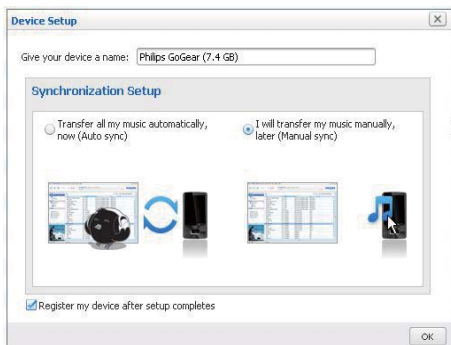 Device Setup
Give your device a name: Philips GoGear (7.4 GB)
Synchronization Setup
Transfer all my music automatically,
now (Auto sync)
I will transfer my music manually,
later (Manual sync)
Register my device after setup completes
OK